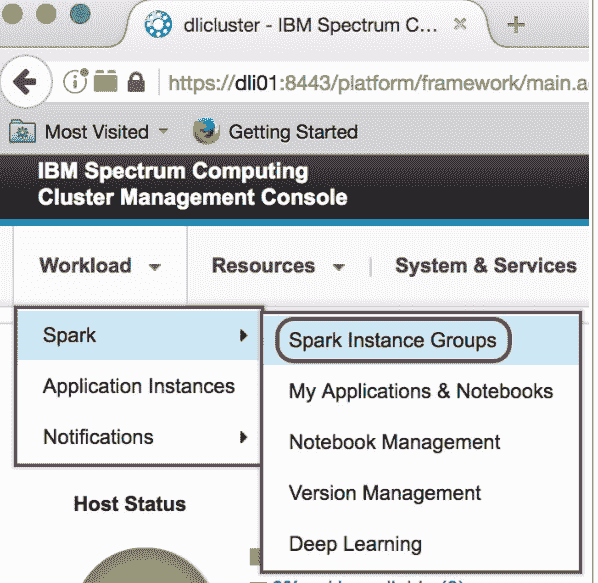 dlicluster - IBM Spectrum C...
https://dli01:8443/platform/framework/main.a
Most Visited
Getting Started
IBM Spectrum Computing
Cluster Management Console
Workload
Resources
System & Services
Spark
Application Instances
Notifications
Spark Instance Groups
My Applications & Notebooks
Notebook Management
Version Management
Deep Learning
Host Status